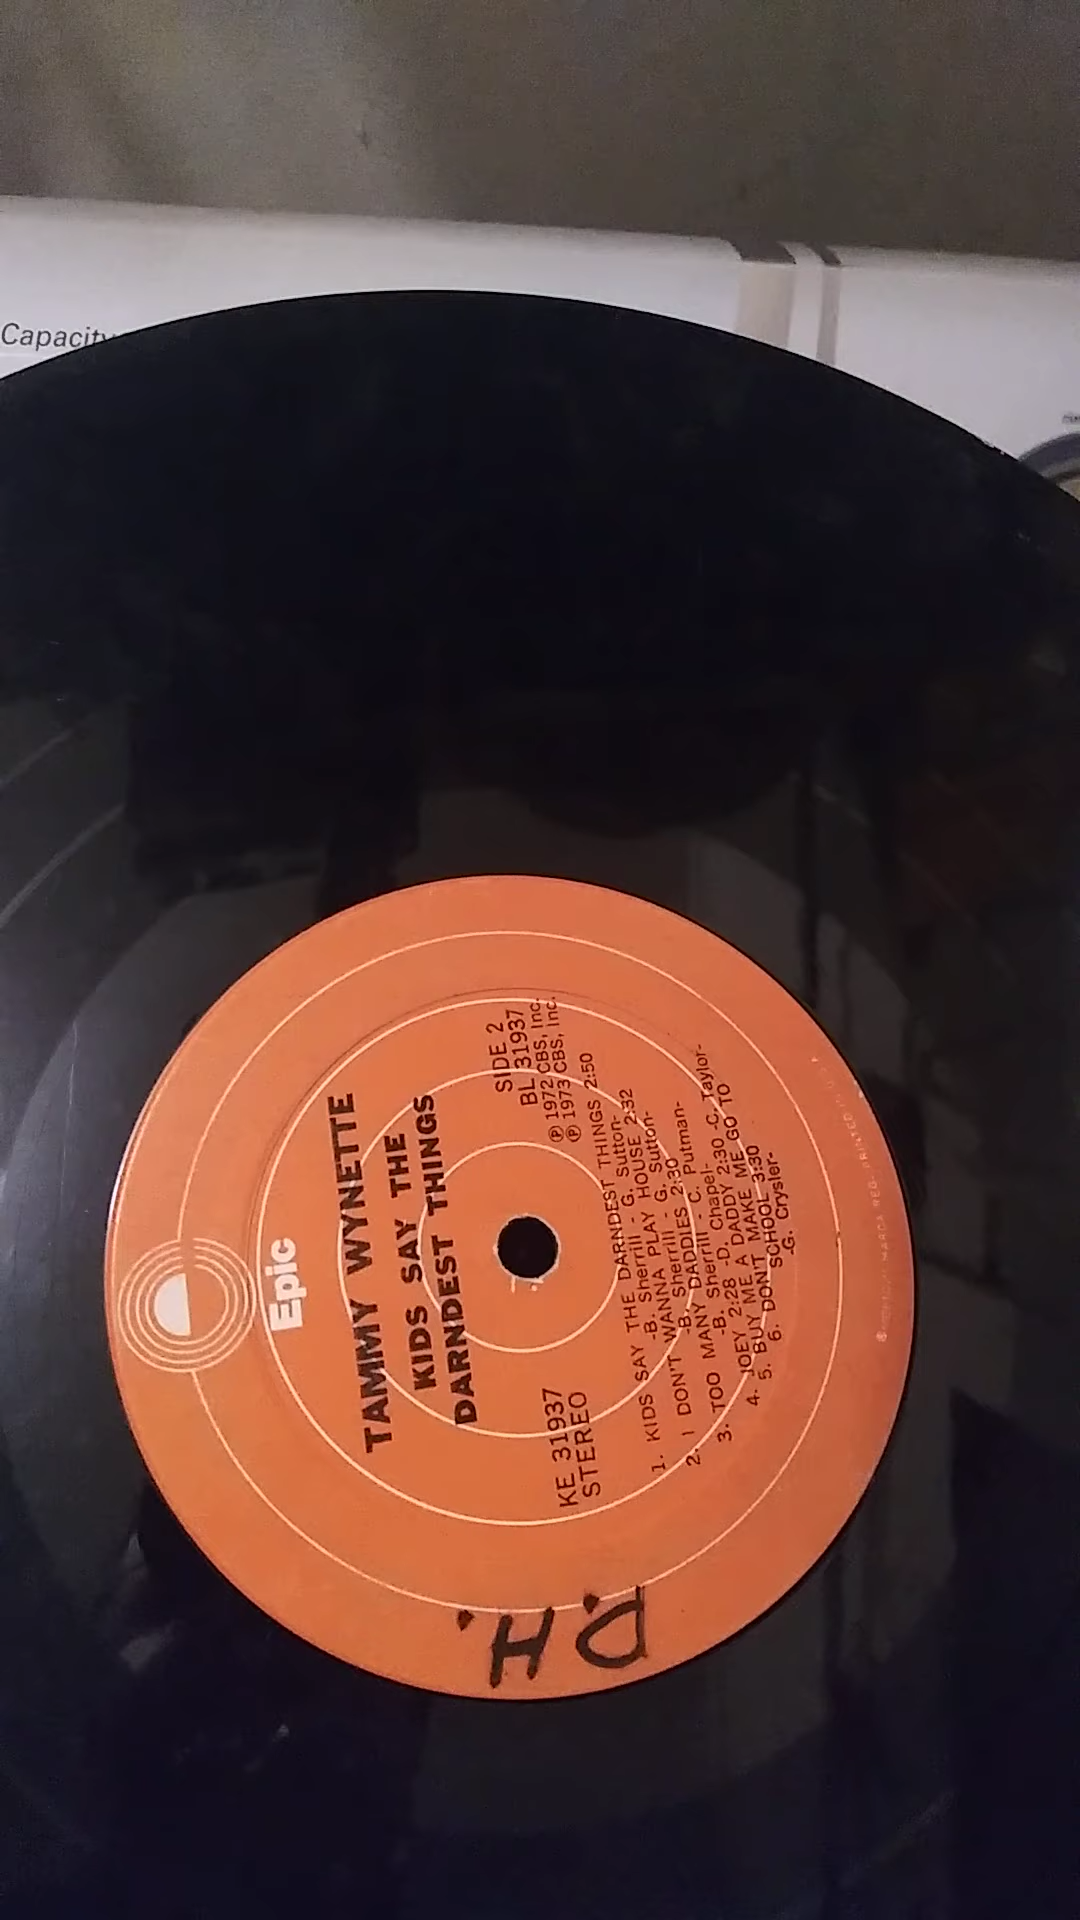 Capacity
Epic
TAMMY WYNETTE
KIDS SAY THE
DARNDEST THINGS
SIDE 2
BL 31937
℗ 1972 CBS, Inc.
℗ 1973 CBS, Inc.
KE 31937
STEREO
1. KIDS SAY THE DARNDEST THINGS 2:50
-B. Sherrill - G. Sutton-
2. I DON'T WANNA PLAY HOUSE 2:32
-B. Sherrill - G. Sutton-
3. TOO MANY DADDIES 2:30
-B. Sherrill - C. Putman-
4. JOEY 2:28 -D. Chapel-
5. BUY ME A DADDY 2:30 -C. Taylor-
6. DON'T MAKE ME GO TO
SCHOOL 3:30
-G. Crysler-
D.H.